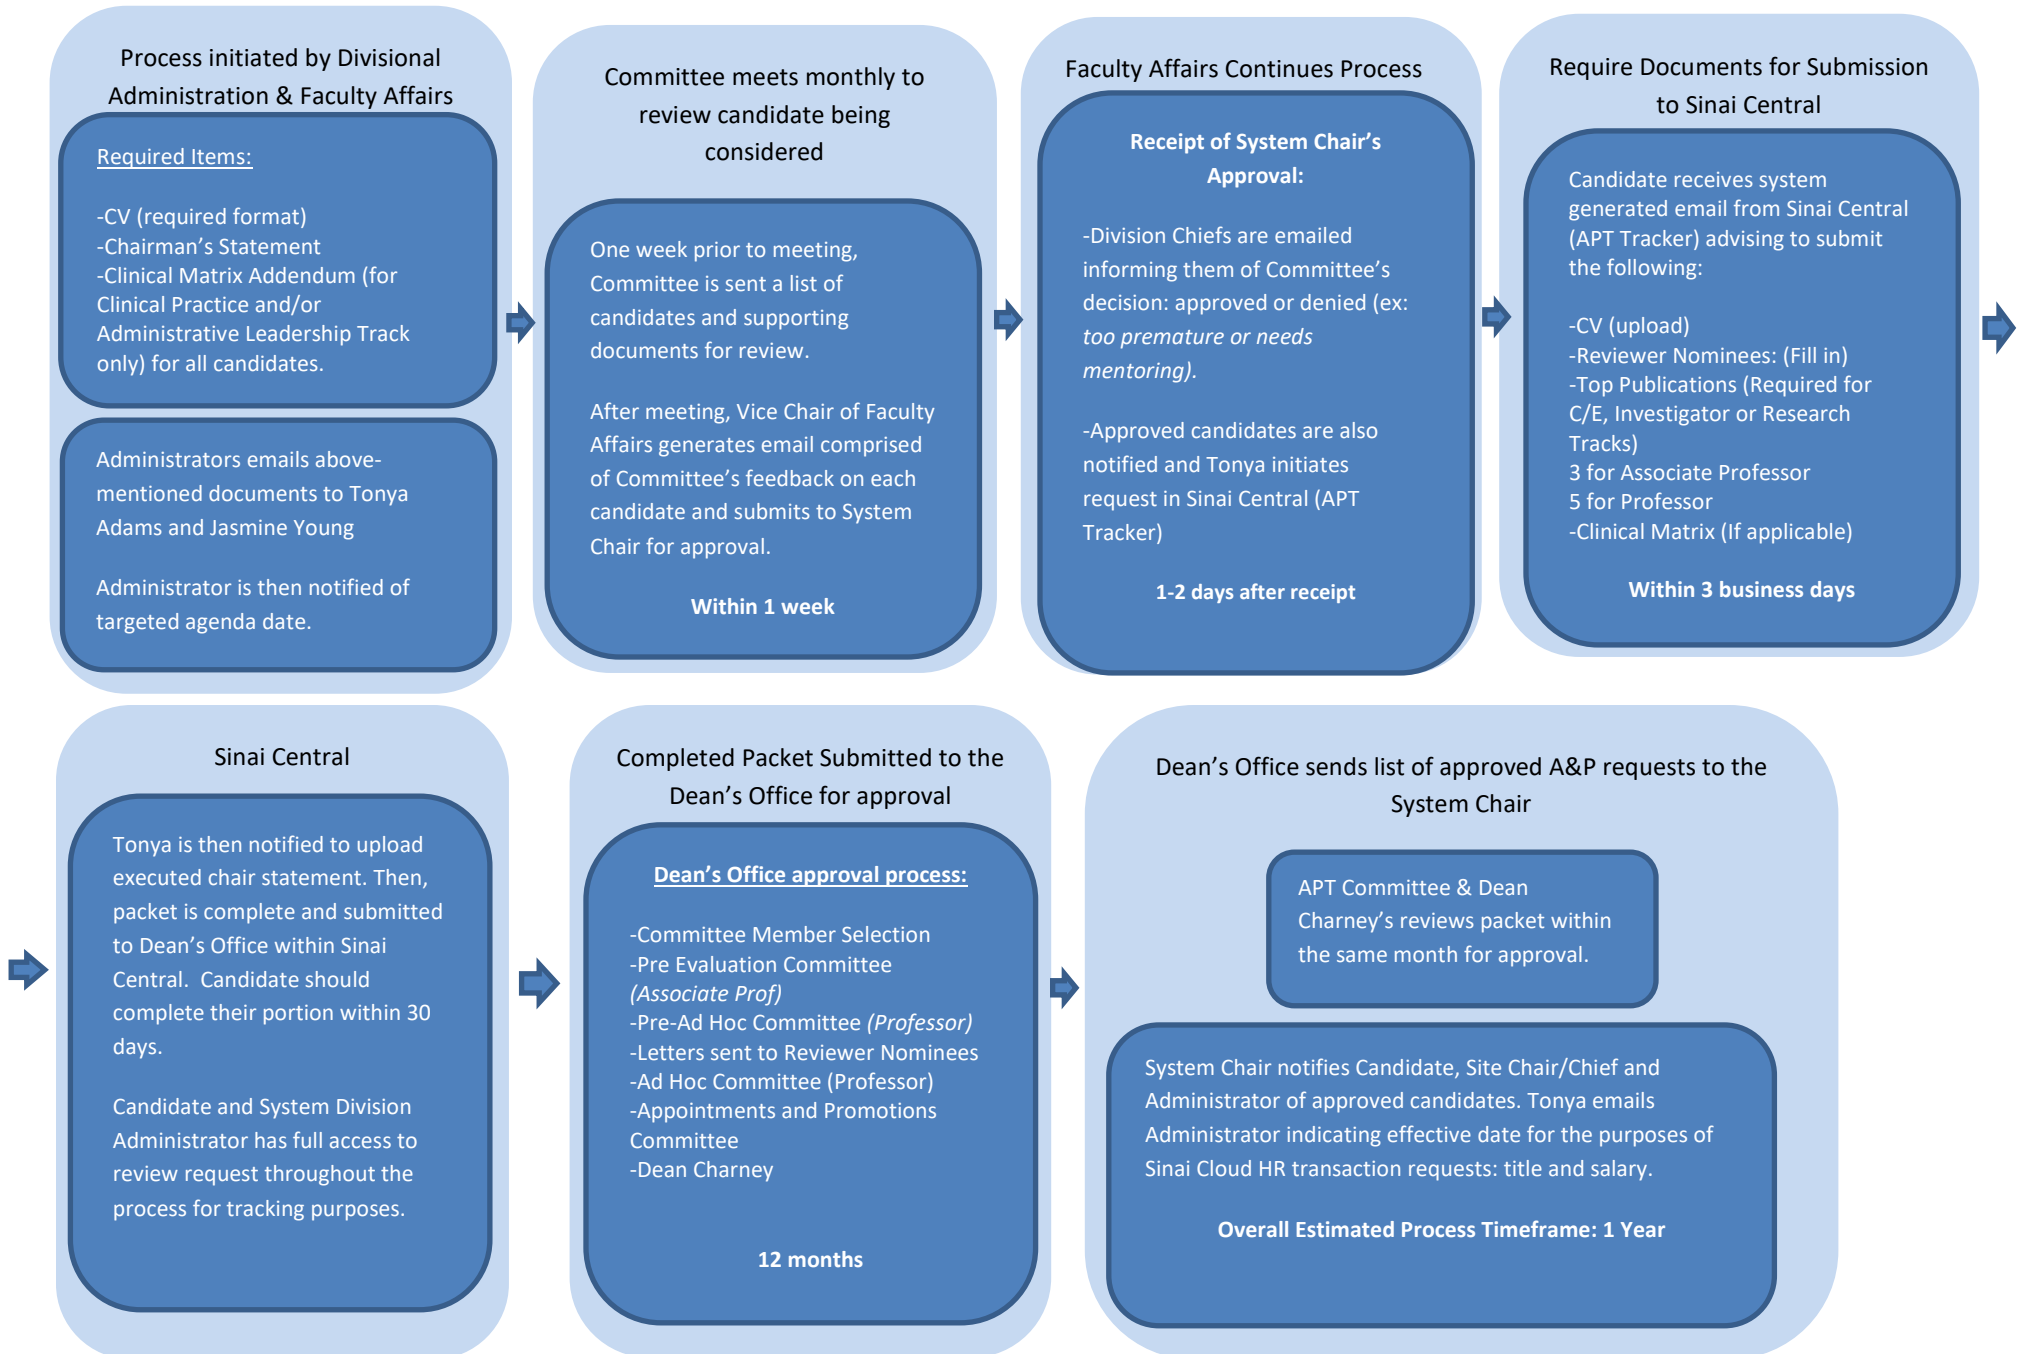 Process initiated by Divisional
Administration & Faculty Affairs
Required Items:
-CV (required format)
-Chairman’s Statement
-Clinical Matrix Addendum (for
Clinical Practice and/or
Administrative Leadership Track
only) for all candidates.
Administrators emails above-
mentioned documents to Tonya
Adams and Jasmine Young
Administrator is then notified of
targeted agenda date.
Committee meets monthly to
review candidate being
considered
One week prior to meeting,
Committee is sent a list of
candidates and supporting
documents for review.
After meeting, Vice Chair of Faculty
Affairs generates email comprised
of Committee’s feedback on each
candidate and submits to System
Chair for approval.
Within 1 week
Faculty Affairs Continues Process
Receipt of System Chair’s
Approval:
-Division Chiefs are emailed
informing them of Committee’s
decision: approved or denied (ex:
too premature or needs
mentoring).
-Approved candidates are also
notified and Tonya initiates
request in Sinai Central (APT
Tracker)
1-2 days after receipt
Require Documents for Submission
to Sinai Central
Candidate receives system
generated email from Sinai Central
(APT Tracker) advising to submit
the following:
-CV (upload)
-Reviewer Nominees: (Fill in)
-Top Publications (Required for
C/E, Investigator or Research
Tracks)
3 for Associate Professor
5 for Professor
-Clinical Matrix (If applicable)
Within 3 business days
Sinai Central
Tonya is then notified to upload
executed chair statement. Then,
packet is complete and submitted
to Dean’s Office within Sinai
Central.  Candidate should
complete their portion within 30
days.
Candidate and System Division
Administrator has full access to
review request throughout the
process for tracking purposes.
Completed Packet Submitted to the
Dean’s Office for approval
Dean’s Office approval process:
-Committee Member Selection
-Pre Evaluation Committee
(Associate Prof)
-Pre-Ad Hoc Committee (Professor)
-Letters sent to Reviewer Nominees
-Ad Hoc Committee (Professor)
-Appointments and Promotions
Committee
-Dean Charney
12 months
Dean’s Office sends list of approved A&P requests to the
System Chair
APT Committee & Dean
Charney’s reviews packet within
the same month for approval.
System Chair notifies Candidate, Site Chair/Chief and
Administrator of approved candidates. Tonya emails
Administrator indicating effective date for the purposes of
Sinai Cloud HR transaction requests: title and salary.
Overall Estimated Process Timeframe: 1 Year